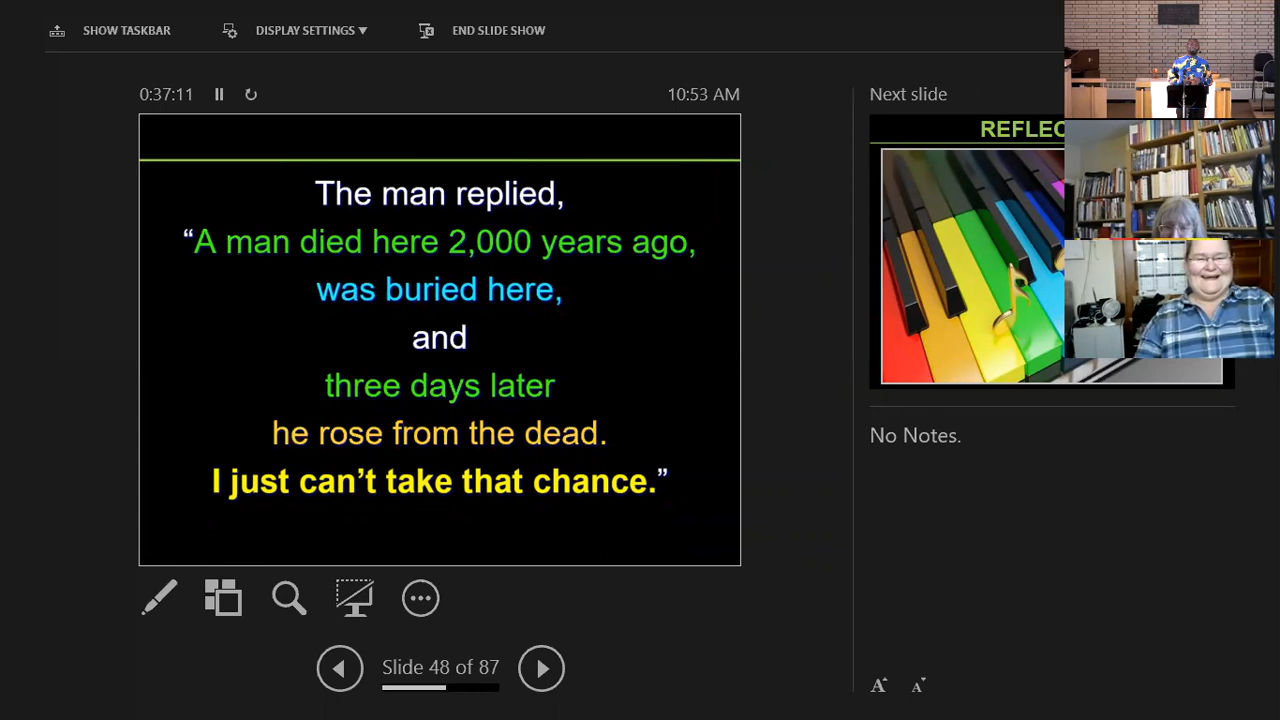 SHOW TASKBAR
DISPLAY SETTINGS ▾
END SLIDE SHOW
0:37:11
10:53 AM
Next slide
The man replied,
“A man died here 2,000 years ago,
was buried here,
and
three days later
he rose from the dead.
I just can’t take that chance.”
No Notes.
Slide 48 of 87
A A